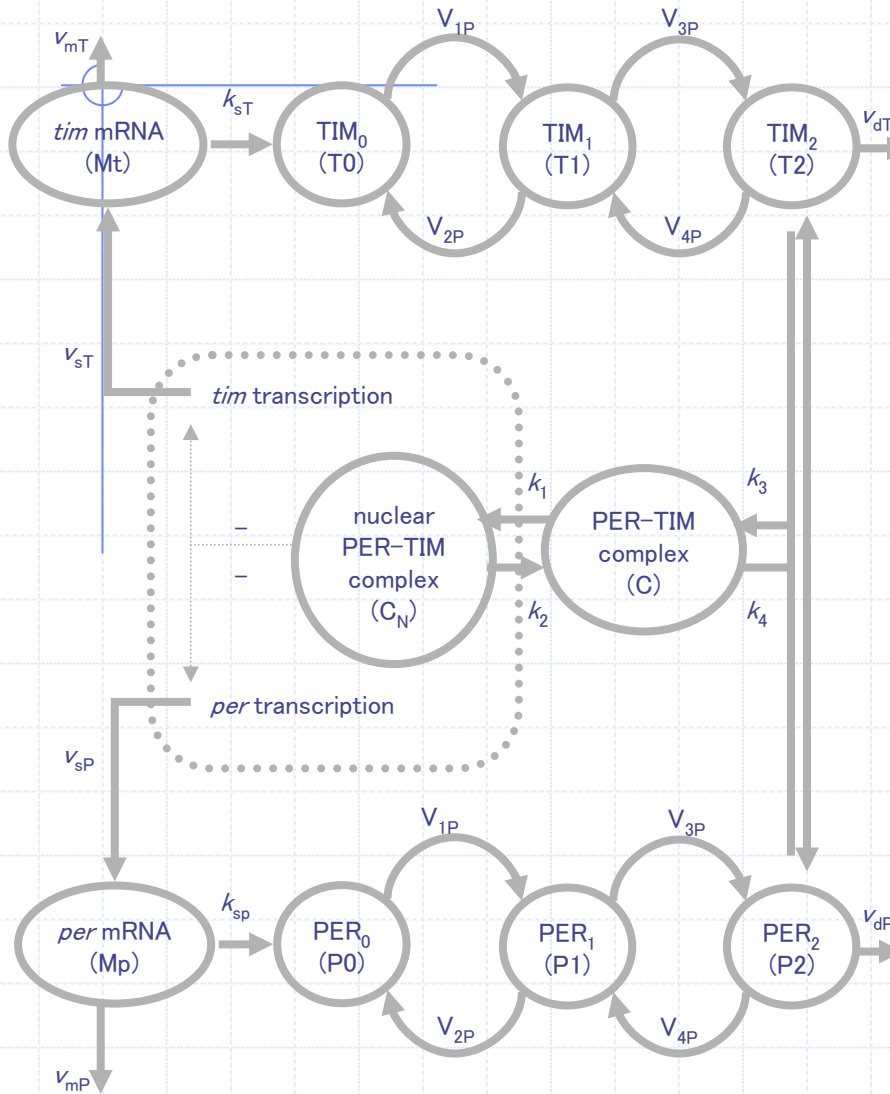 V1P
V3P
vmT
ksT
vdT
tim mRNA
(Mt)
TIM0
(T0)
TIM1
(T1)
TIM2
(T2)
V2P
V4P
vsT
tim transcription
k1
k3
nuclear
PER-TIM
complex
(CN)
PER-TIM
complex
(C)
–
–
k2
k4
per transcription
vsP
V1P
V3P
ksp
vdP
per mRNA
(Mp)
PER0
(P0)
PER1
(P1)
PER2
(P2)
V2P
V4P
vmP